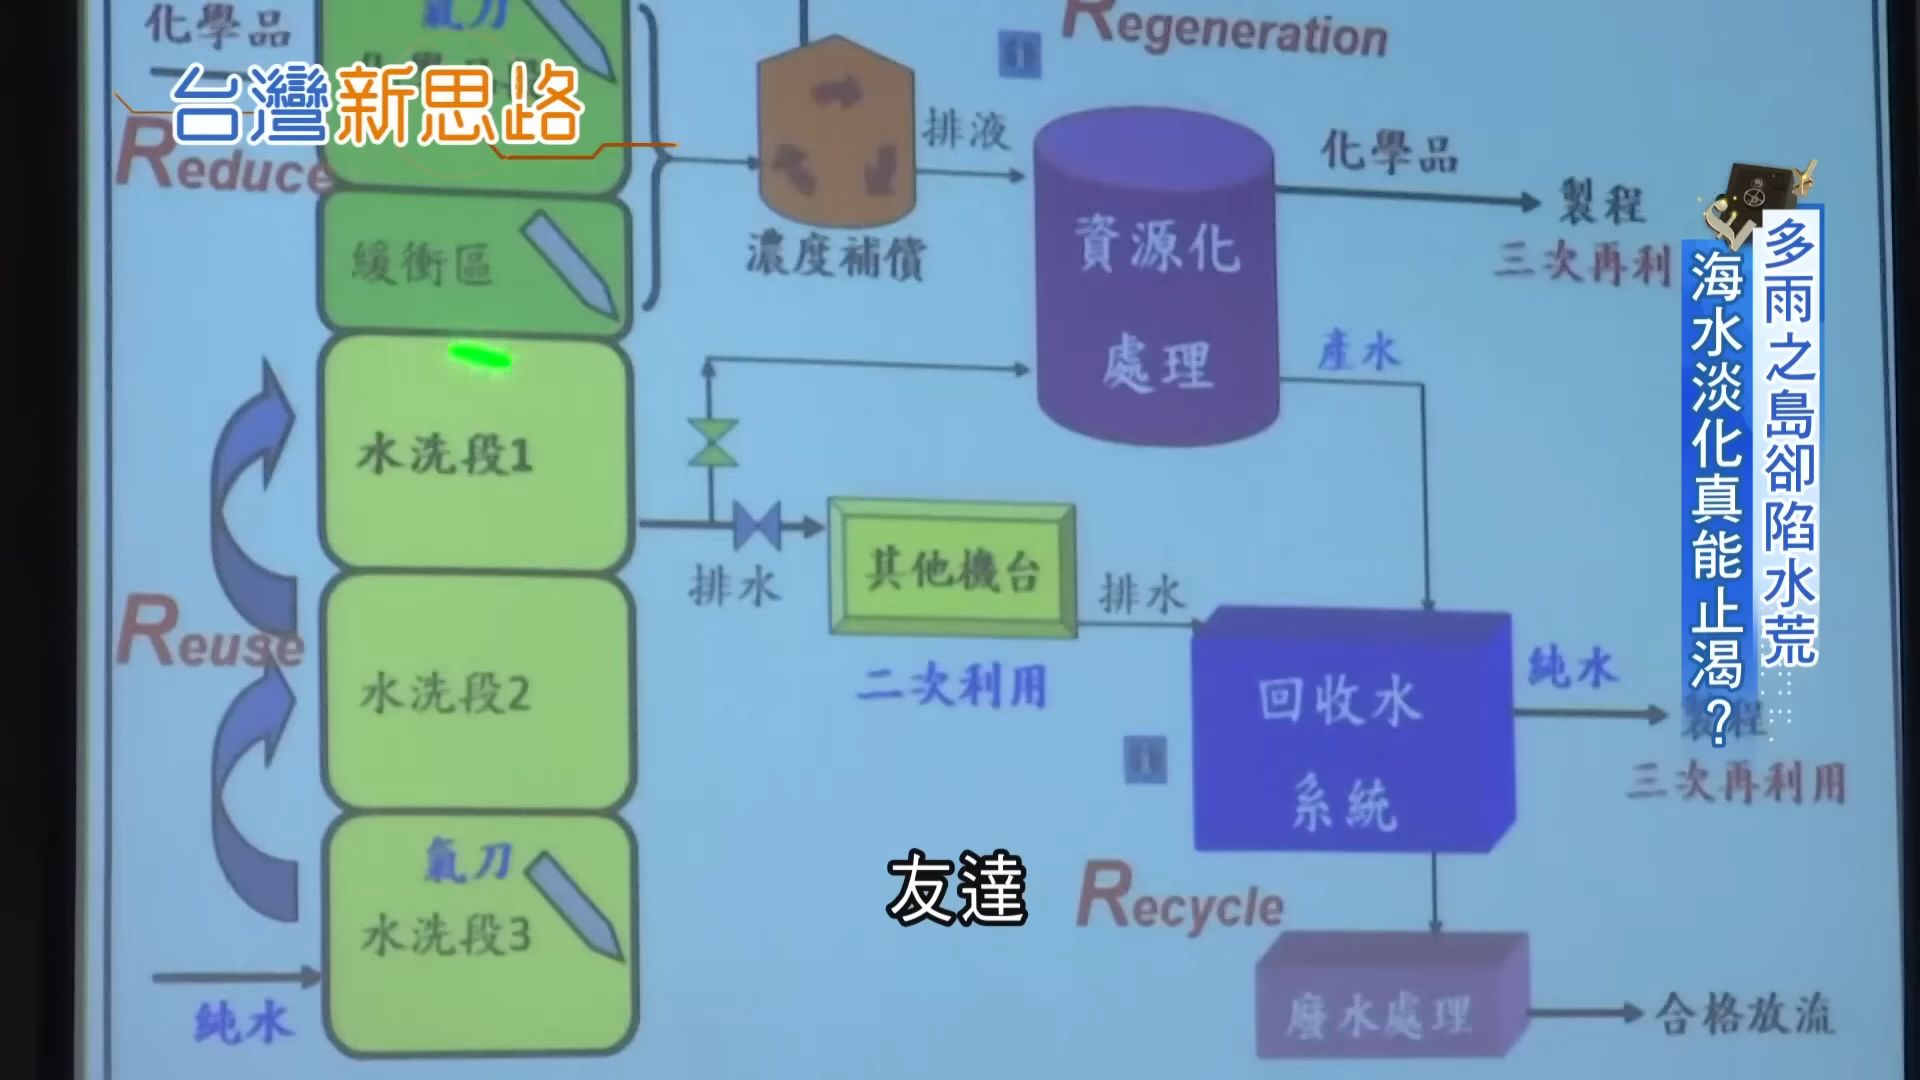 化學品
氣刀
台灣新思路
Reduce
緩衝區
水洗段1
Reuse
水洗段2
氣刀
水洗段3
純水
濃度補償
排液
Regeneration
資源化
處理
化學品
製程
三次再利
產水
排水
其他機台
排水
二次利用
回收水
系統
純水
製程
三次再利用
Recycle
廢水處理
合格放流
友達
多雨之島卻陷水荒
海水淡化真能止渴?